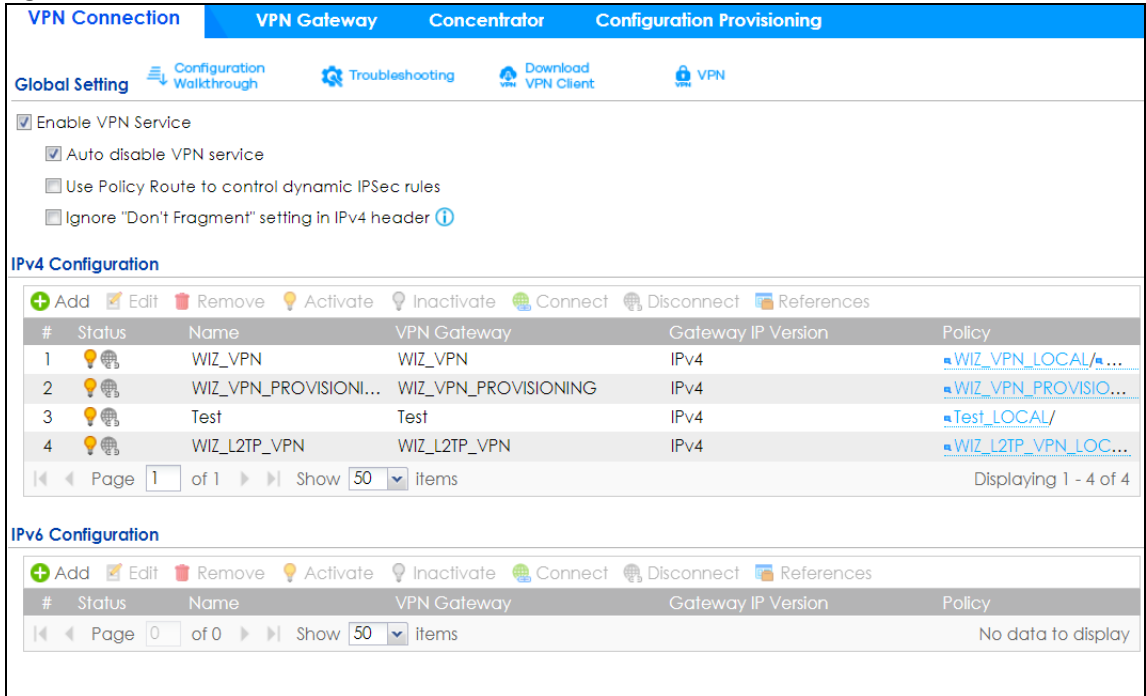 VPN Connection VPN Gateway Concentrator Configuration Provisioning
Global Setting Configuration Walkthrough Troubleshooting Download VPN Client VPN
Enable VPN Service
Auto disable VPN service
Use Policy Route to control dynamic IPSec rules
Ignore "Don't Fragment" setting in IPv4 header
IPv4 Configuration
Add Edit Remove Activate Inactivate Connect Disconnect References
# Status Name VPN Gateway Gateway IP Version Policy
1 WIZ_VPN WIZ_VPN IPv4 WIZ_VPN_LOCAL/...
2 WIZ_VPN_PROVISIONI... WIZ_VPN_PROVISIONING IPv4 WIZ_VPN_PROVISIO...
3 Test Test IPv4 Test_LOCAL/
4 WIZ_L2TP_VPN WIZ_L2TP_VPN IPv4 WIZ_L2TP_VPN_LOC...
Page 1 of 1 Show 50 items Displaying 1 - 4 of 4
IPv6 Configuration
Add Edit Remove Activate Inactivate Connect Disconnect References
# Status Name VPN Gateway Gateway IP Version Policy
Page 0 of 0 Show 50 items No data to display